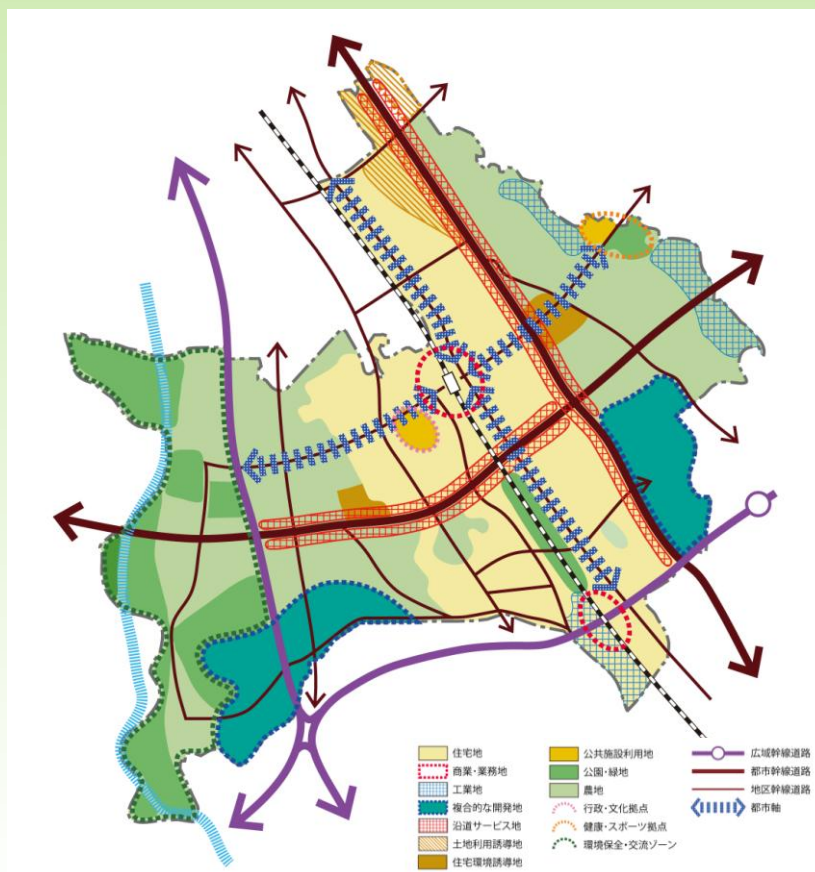 住宅地
商業・業務地
工業地
複合的な開発地
沿道サービス地
土地利用誘導地
住宅環境誘導地
公共施設利用地
公園・緑地
農地
行政・文化拠点
健康・スポーツ拠点
環境保全・交流ゾーン
広域幹線道路
都市幹線道路
地区幹線道路
都市軸